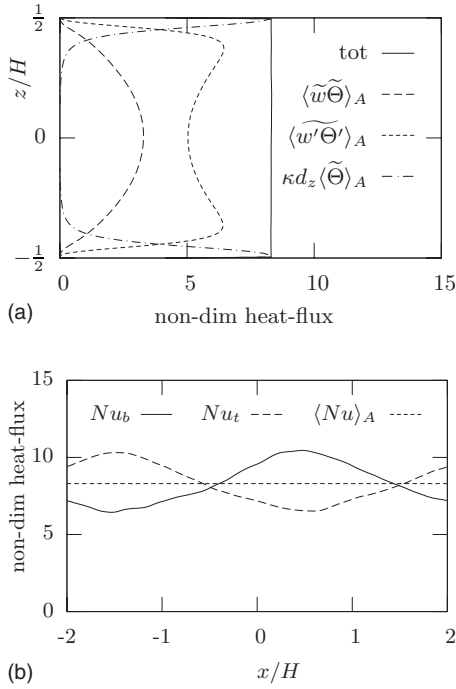 1/2
z/H
0
−1/2
tot
⟨w̃Θ̃⟩_A
⟨w̃′Θ′⟩_A
κd_z⟨Θ̃⟩_A
0 5 10 15
(a) non-dim heat-flux
15
10
5
0
non-dim heat-flux
Nu_b Nu_t ⟨Nu⟩_A
-2 -1 0 1 2
(b) x/H